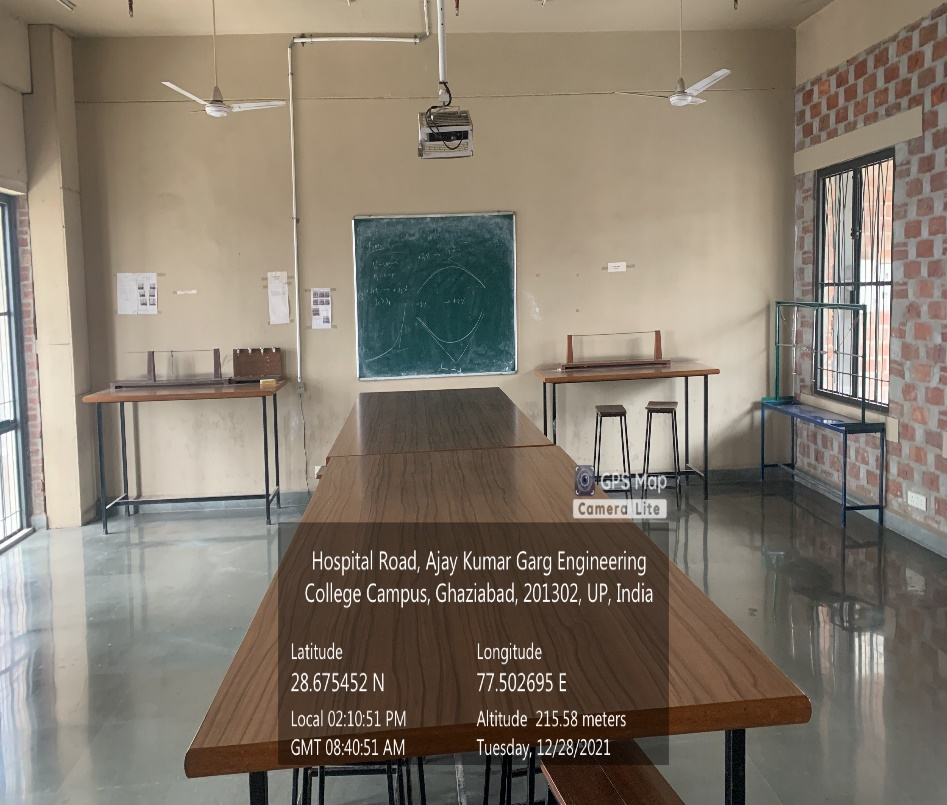 GPS Map
Camera Lite
Hospital Road, Ajay Kumar Garg Engineering
College Campus, Ghaziabad, 201302, UP, India
Latitude
Longitude
28.675452 N
77.502695 E
Local 02:10:51 PM
Altitude 215.58 meters
GMT 08:40:51 AM
Tuesday, 12/28/2021